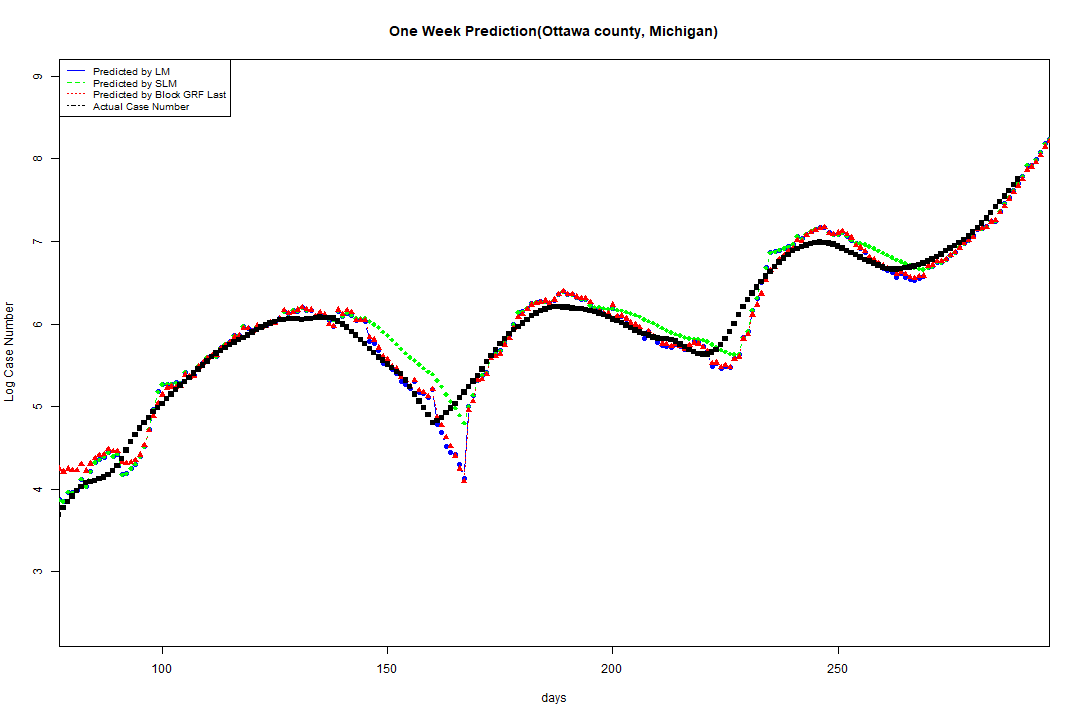 One Week Prediction(Ottawa county, Michigan)
Predicted by LM
Predicted by SLM
Predicted by Block GRF Last
Actual Case Number
9
8
7
6
5
4
3
Log Case Number
100 150 200 250
days